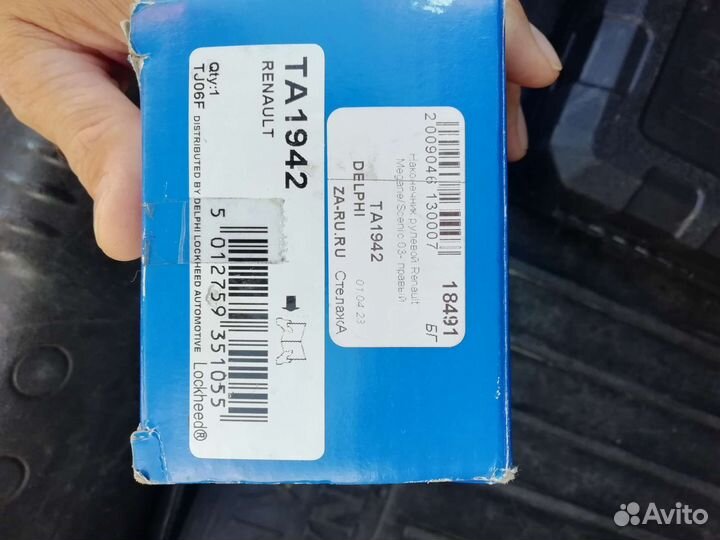 TA1942
RENAULT
Qty:1
TJ06F DISTRIBUTED BY DELPHI LOCKHEED AUTOMOTIVE Lockheed®
5 012759 351055
18491
БГ
2 009046 130007
Наконечник рулевой Renault
Megane/Scenic 03- правый
TA1942
01.04.23
DELPHI
ZA-RU.RU СтелажА
Avito